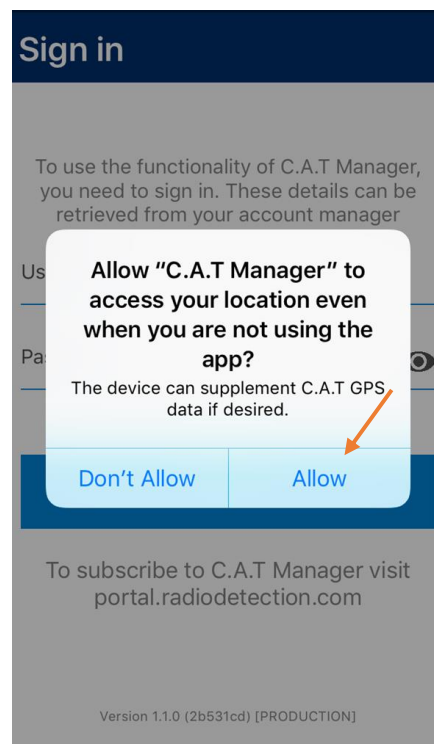 Sign in
To use the functionality of C.A.T Manager,
you need to sign in. These details can be
retrieved from your account manager
Us
Allow "C.A.T Manager" to
access your location even
when you are not using the
app?
Pa
The device can supplement C.A.T GPS
data if desired.
Don't Allow
Allow
To subscribe to C.A.T Manager visit
portal.radiodetection.com
Version 1.1.0 (2b531cd) [PRODUCTION]